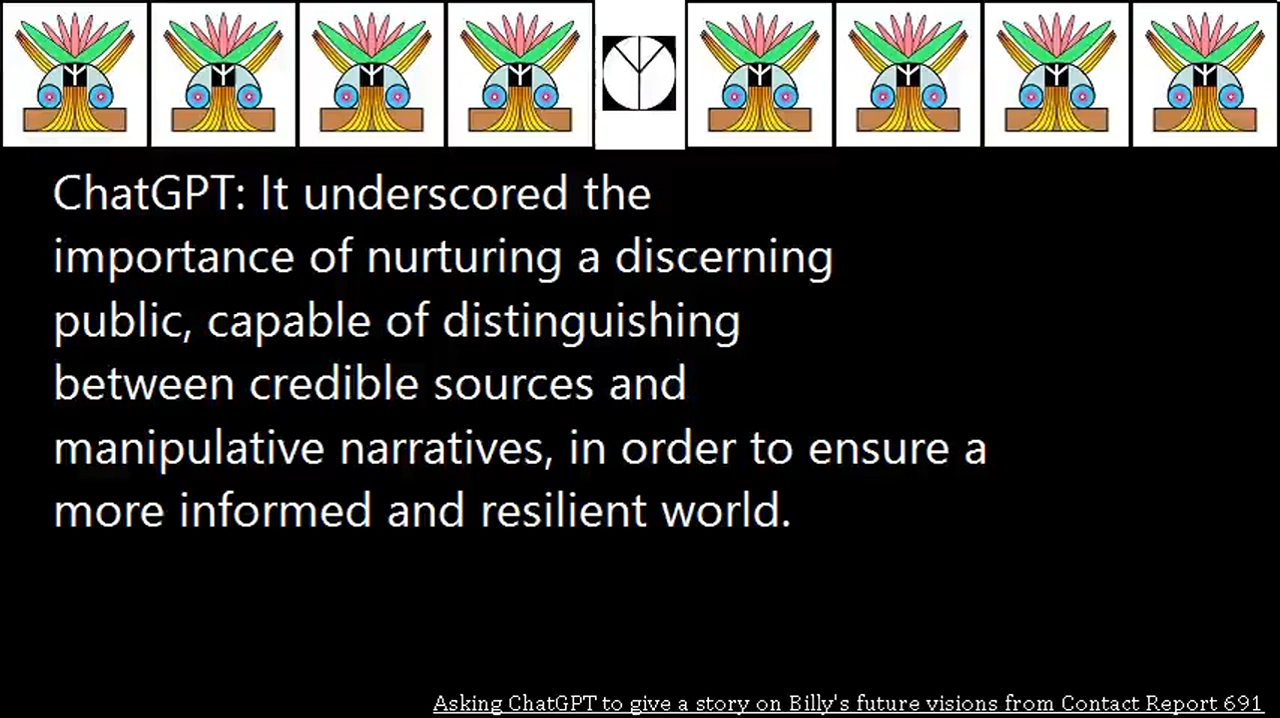 ChatGPT: It underscored the
importance of nurturing a discerning
public, capable of distinguishing
between credible sources and
manipulative narratives, in order to ensure a
more informed and resilient world.
Asking ChatGPT to give a story on Billy's future visions from Contact Report 691